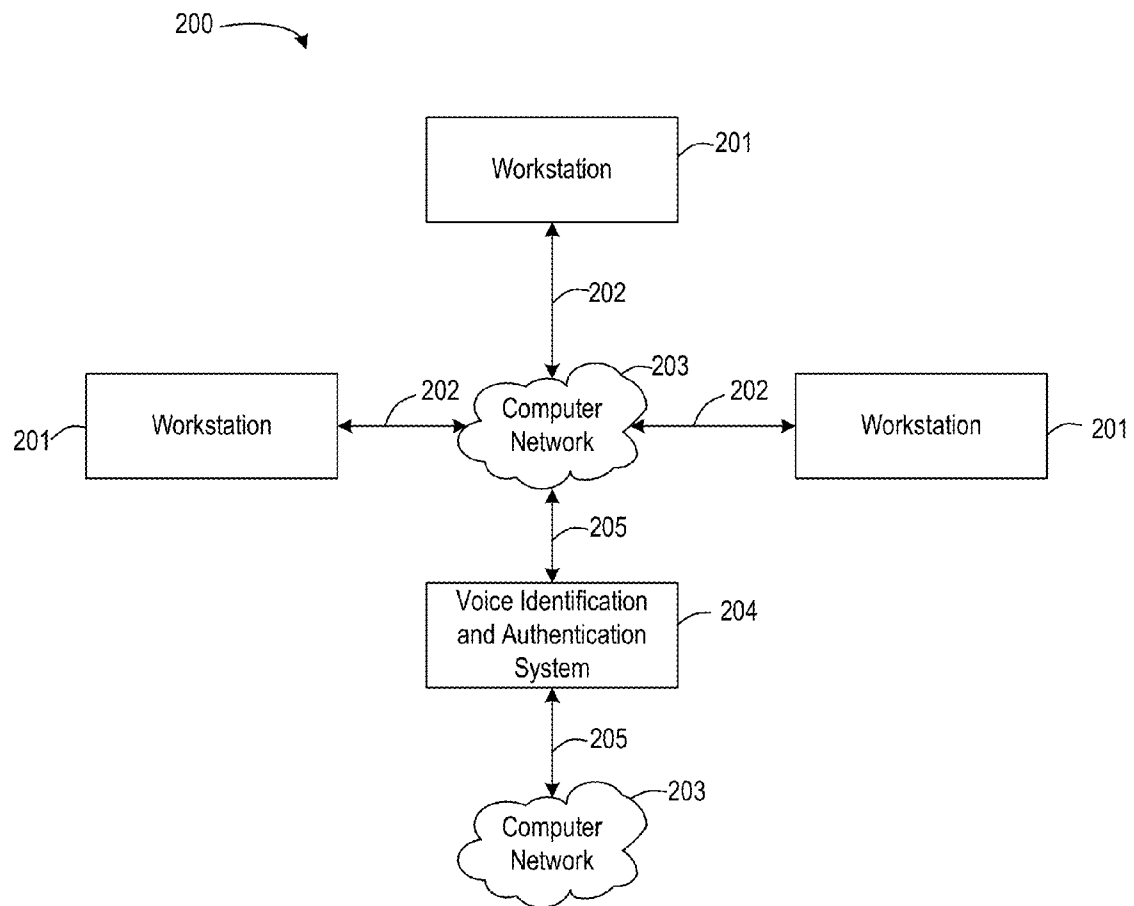 200
Workstation
201
202
203
Computer
Network
201
Workstation
202
202
Workstation
201
205
Voice Identification
and Authentication
System
204
205
203
Computer
Network